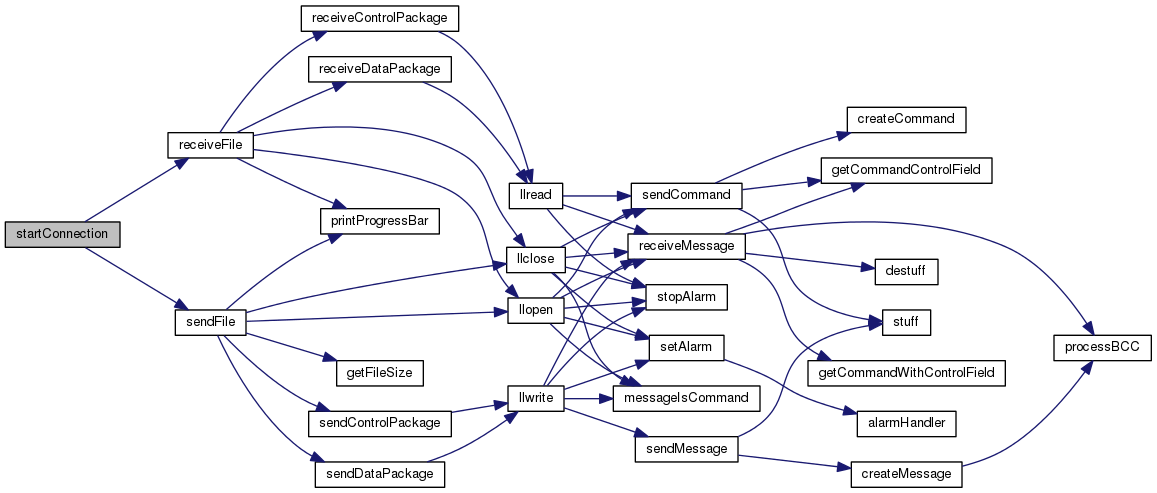 startConnection
receiveFile
sendFile
receiveControlPackage
receiveDataPackage
printProgressBar
getFileSize
sendControlPackage
sendDataPackage
llread
llclose
llopen
llwrite
sendCommand
receiveMessage
stopAlarm
setAlarm
messageIsCommand
sendMessage
createCommand
getCommandControlField
destuff
stuff
getCommandWithControlField
alarmHandler
createMessage
processBCC